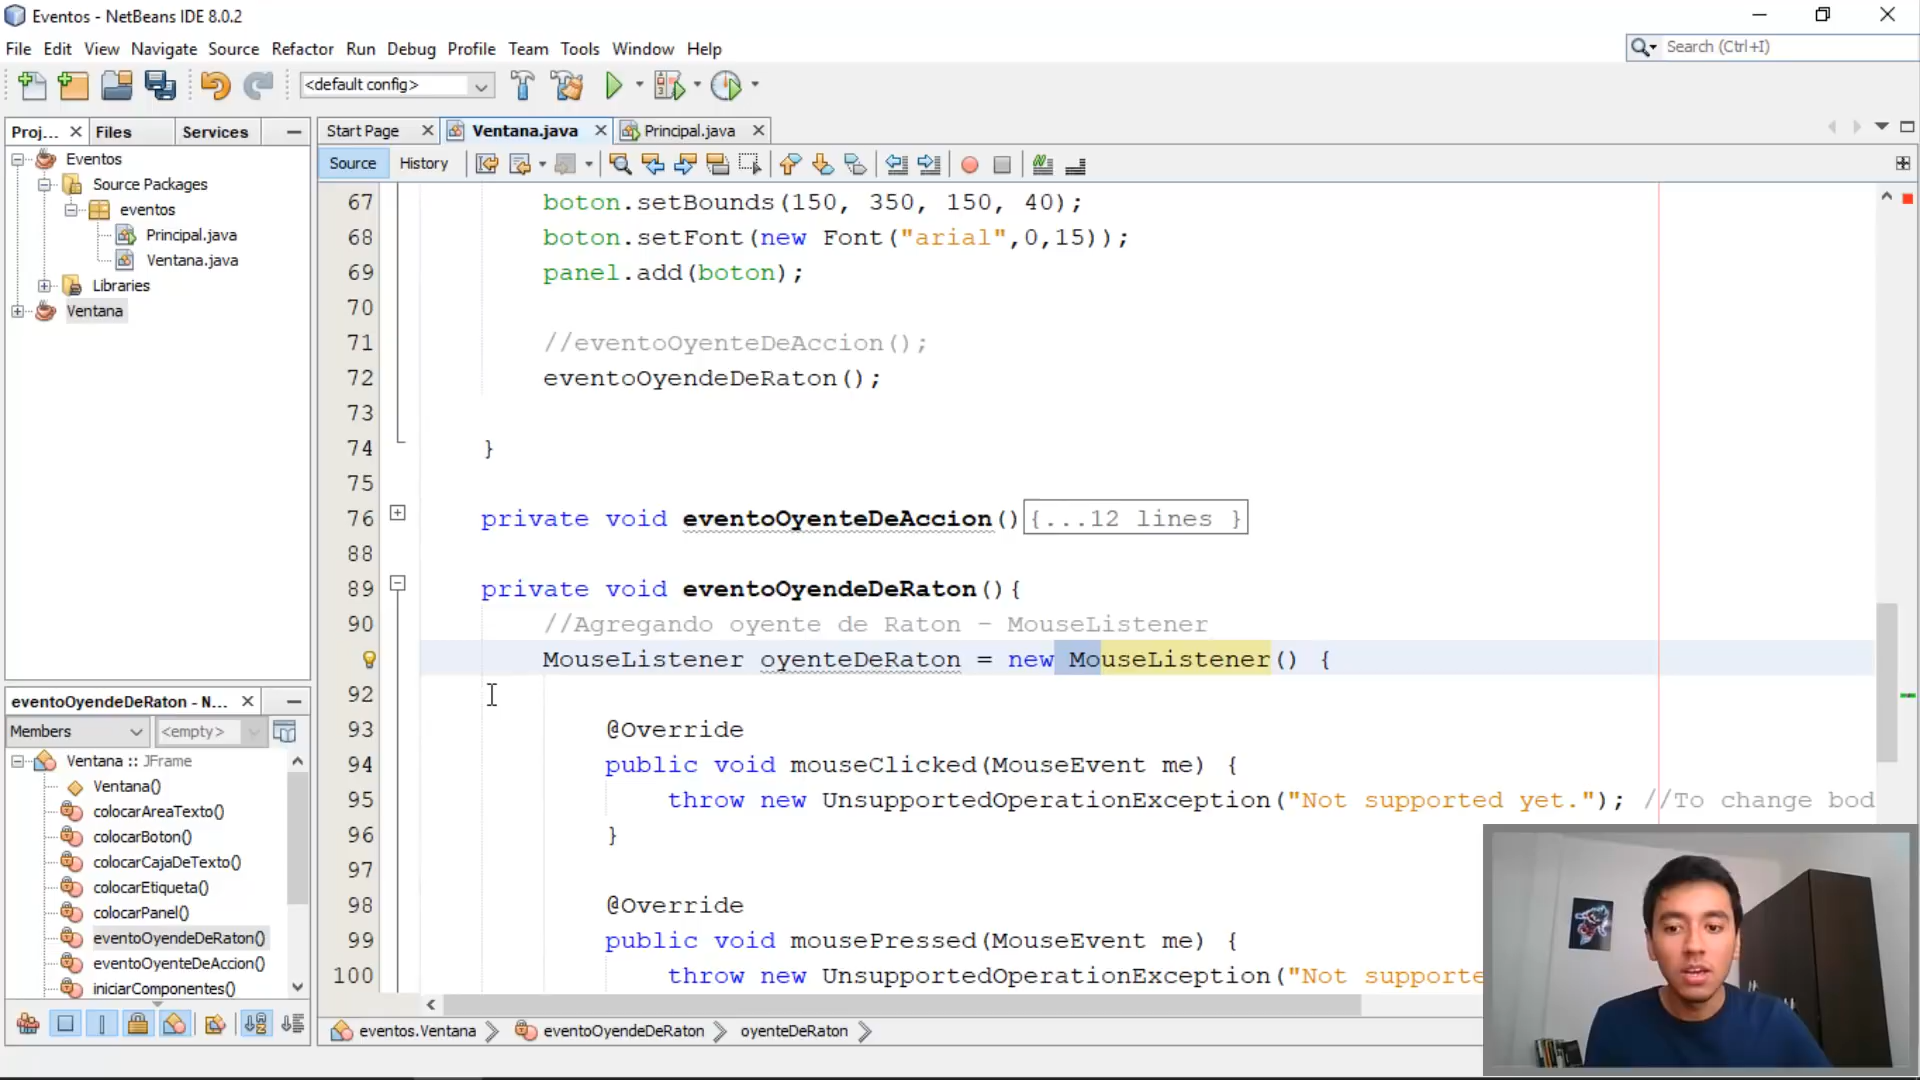 Eventos - NetBeans IDE 8.0.2
File Edit View Navigate Source Refactor Run Debug Profile Team Tools Window Help
Search (Ctrl+I)
<default config>
Proj... Files Services
Start Page Ventana.java Principal.java
Source History
Eventos
Source Packages
eventos
Principal.java
Ventana.java
Libraries
Ventana
67 boton.setBounds(150, 350, 150, 40);
68 boton.setFont(new Font("arial",0,15));
69 panel.add(boton);
70
71 //eventoOyenteDeAccion();
72 eventoOyendeDeRaton();
73
74 }
75
76 private void eventoOyenteDeAccion(){...12 lines }
88
89 private void eventoOyendeDeRaton(){
90 //Agregando oyente de Raton - MouseListener
MouseListener oyenteDeRaton = new MouseListener() {
92
93 @Override
94 public void mouseClicked(MouseEvent me) {
95 throw new UnsupportedOperationException("Not supported yet."); //To change bod
96 }
97
98 @Override
99 public void mousePressed(MouseEvent me) {
100 throw new UnsupportedOperationException("Not supporte
eventoOyendeDeRaton - N...
Members <empty>
Ventana :: JFrame
Ventana()
colocarAreaTexto()
colocarBoton()
colocarCajaDeTexto()
colocarEtiqueta()
colocarPanel()
eventoOyendeDeRaton()
eventoOyenteDeAccion()
iniciarComponentes()
eventos.Ventana eventoOyendeDeRaton oyenteDeRaton